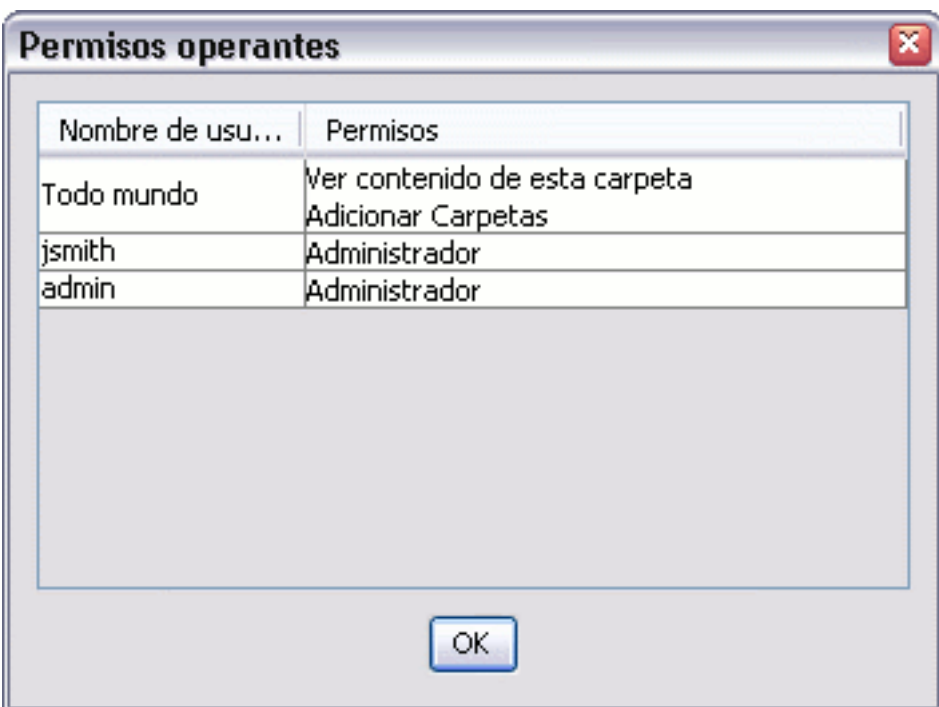 Permisos operantes
Nombre de usu... Permisos
Todo mundo Ver contenido de esta carpeta
Adicionar Carpetas
jsmith Administrador
admin Administrador
OK